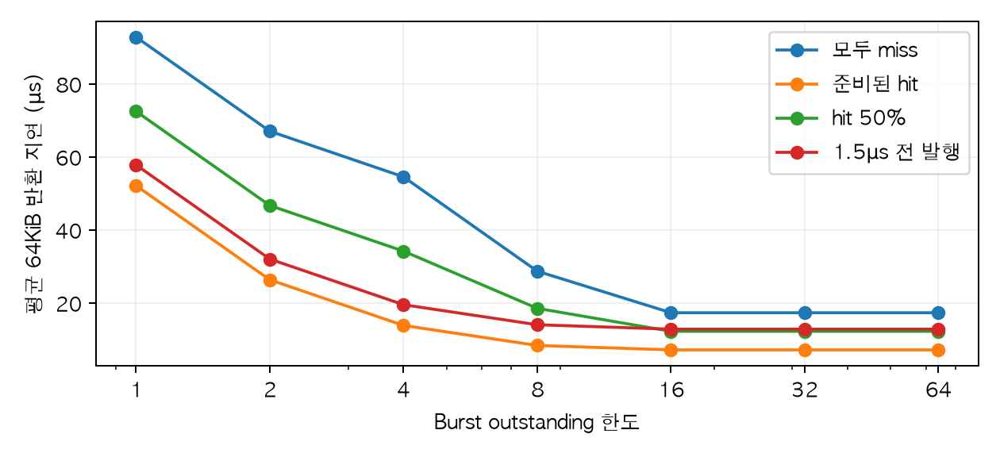 평균 64KiB 반환 지연 (μs)
80
60
40
20
모두 miss
준비된 hit
hit 50%
1.5μs 전 발행
1 2 4 8 16 32 64
Burst outstanding 한도